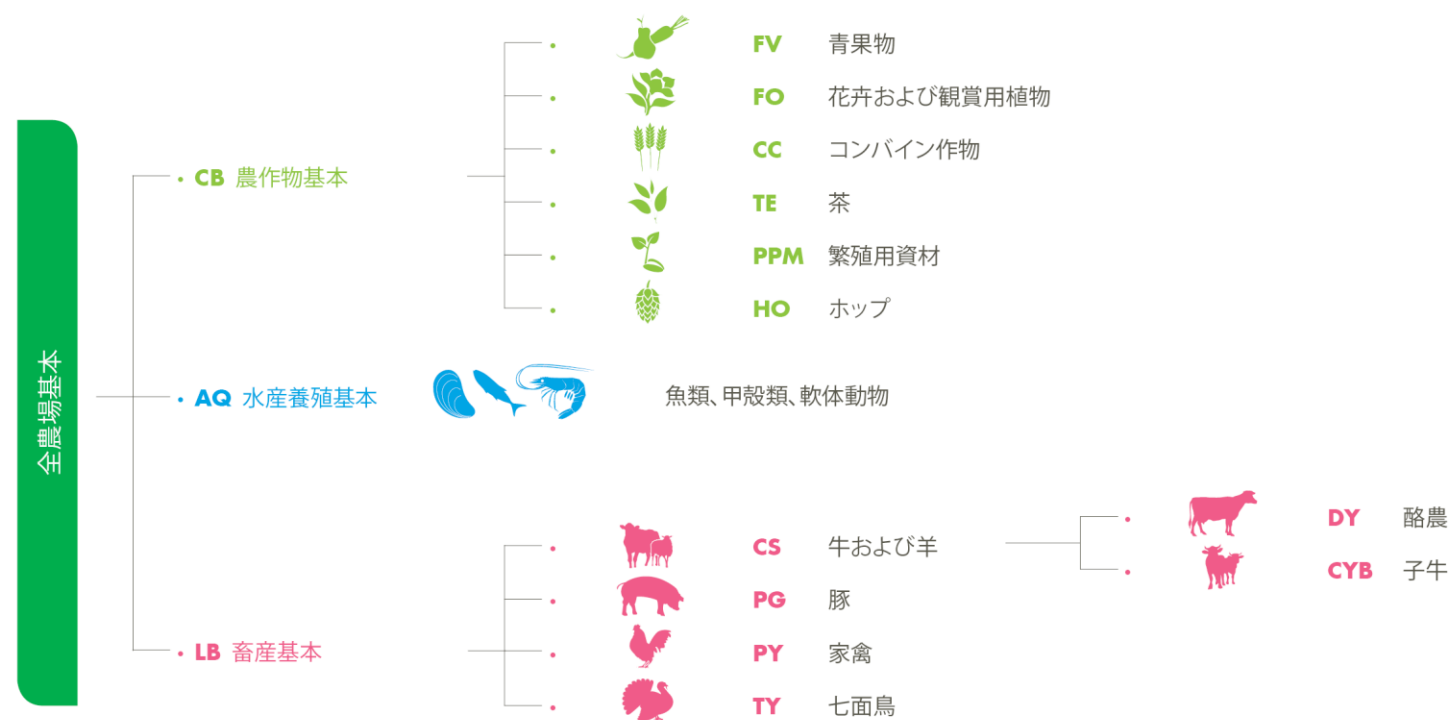 全農場基本
CB 農作物基本
FV 青果物
FO 花卉および観賞用植物
CC コンバイン作物
TE 茶
PPM 繁殖用資材
HO ホップ
AQ 水産養殖基本
魚類、甲殻類、軟体動物
LB 畜産基本
CS 牛および羊
DY 酪農
CYB 子牛
PG 豚
PY 家禽
TY 七面鳥